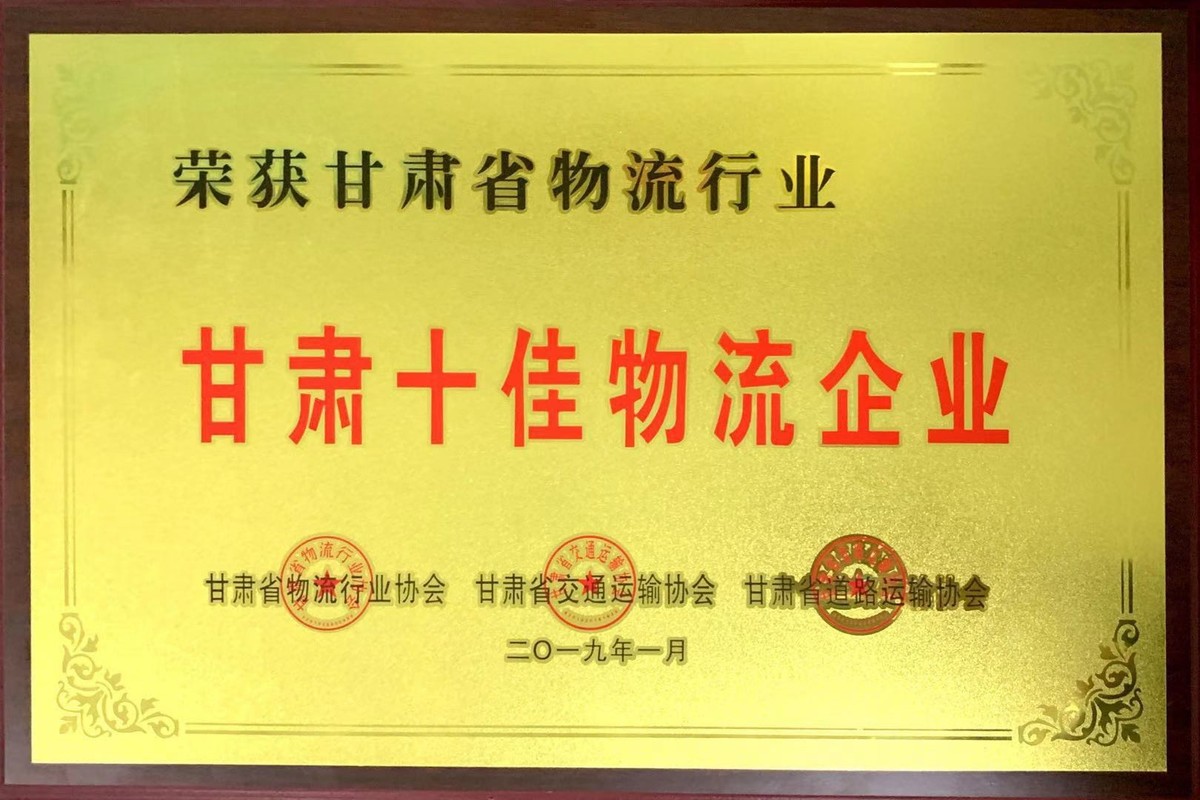 荣获甘肃省物流行业
甘肃十佳物流企业
甘肃省物流行业协会 甘肃省交通运输协会 甘肃省道路运输协会
二〇一九年一月